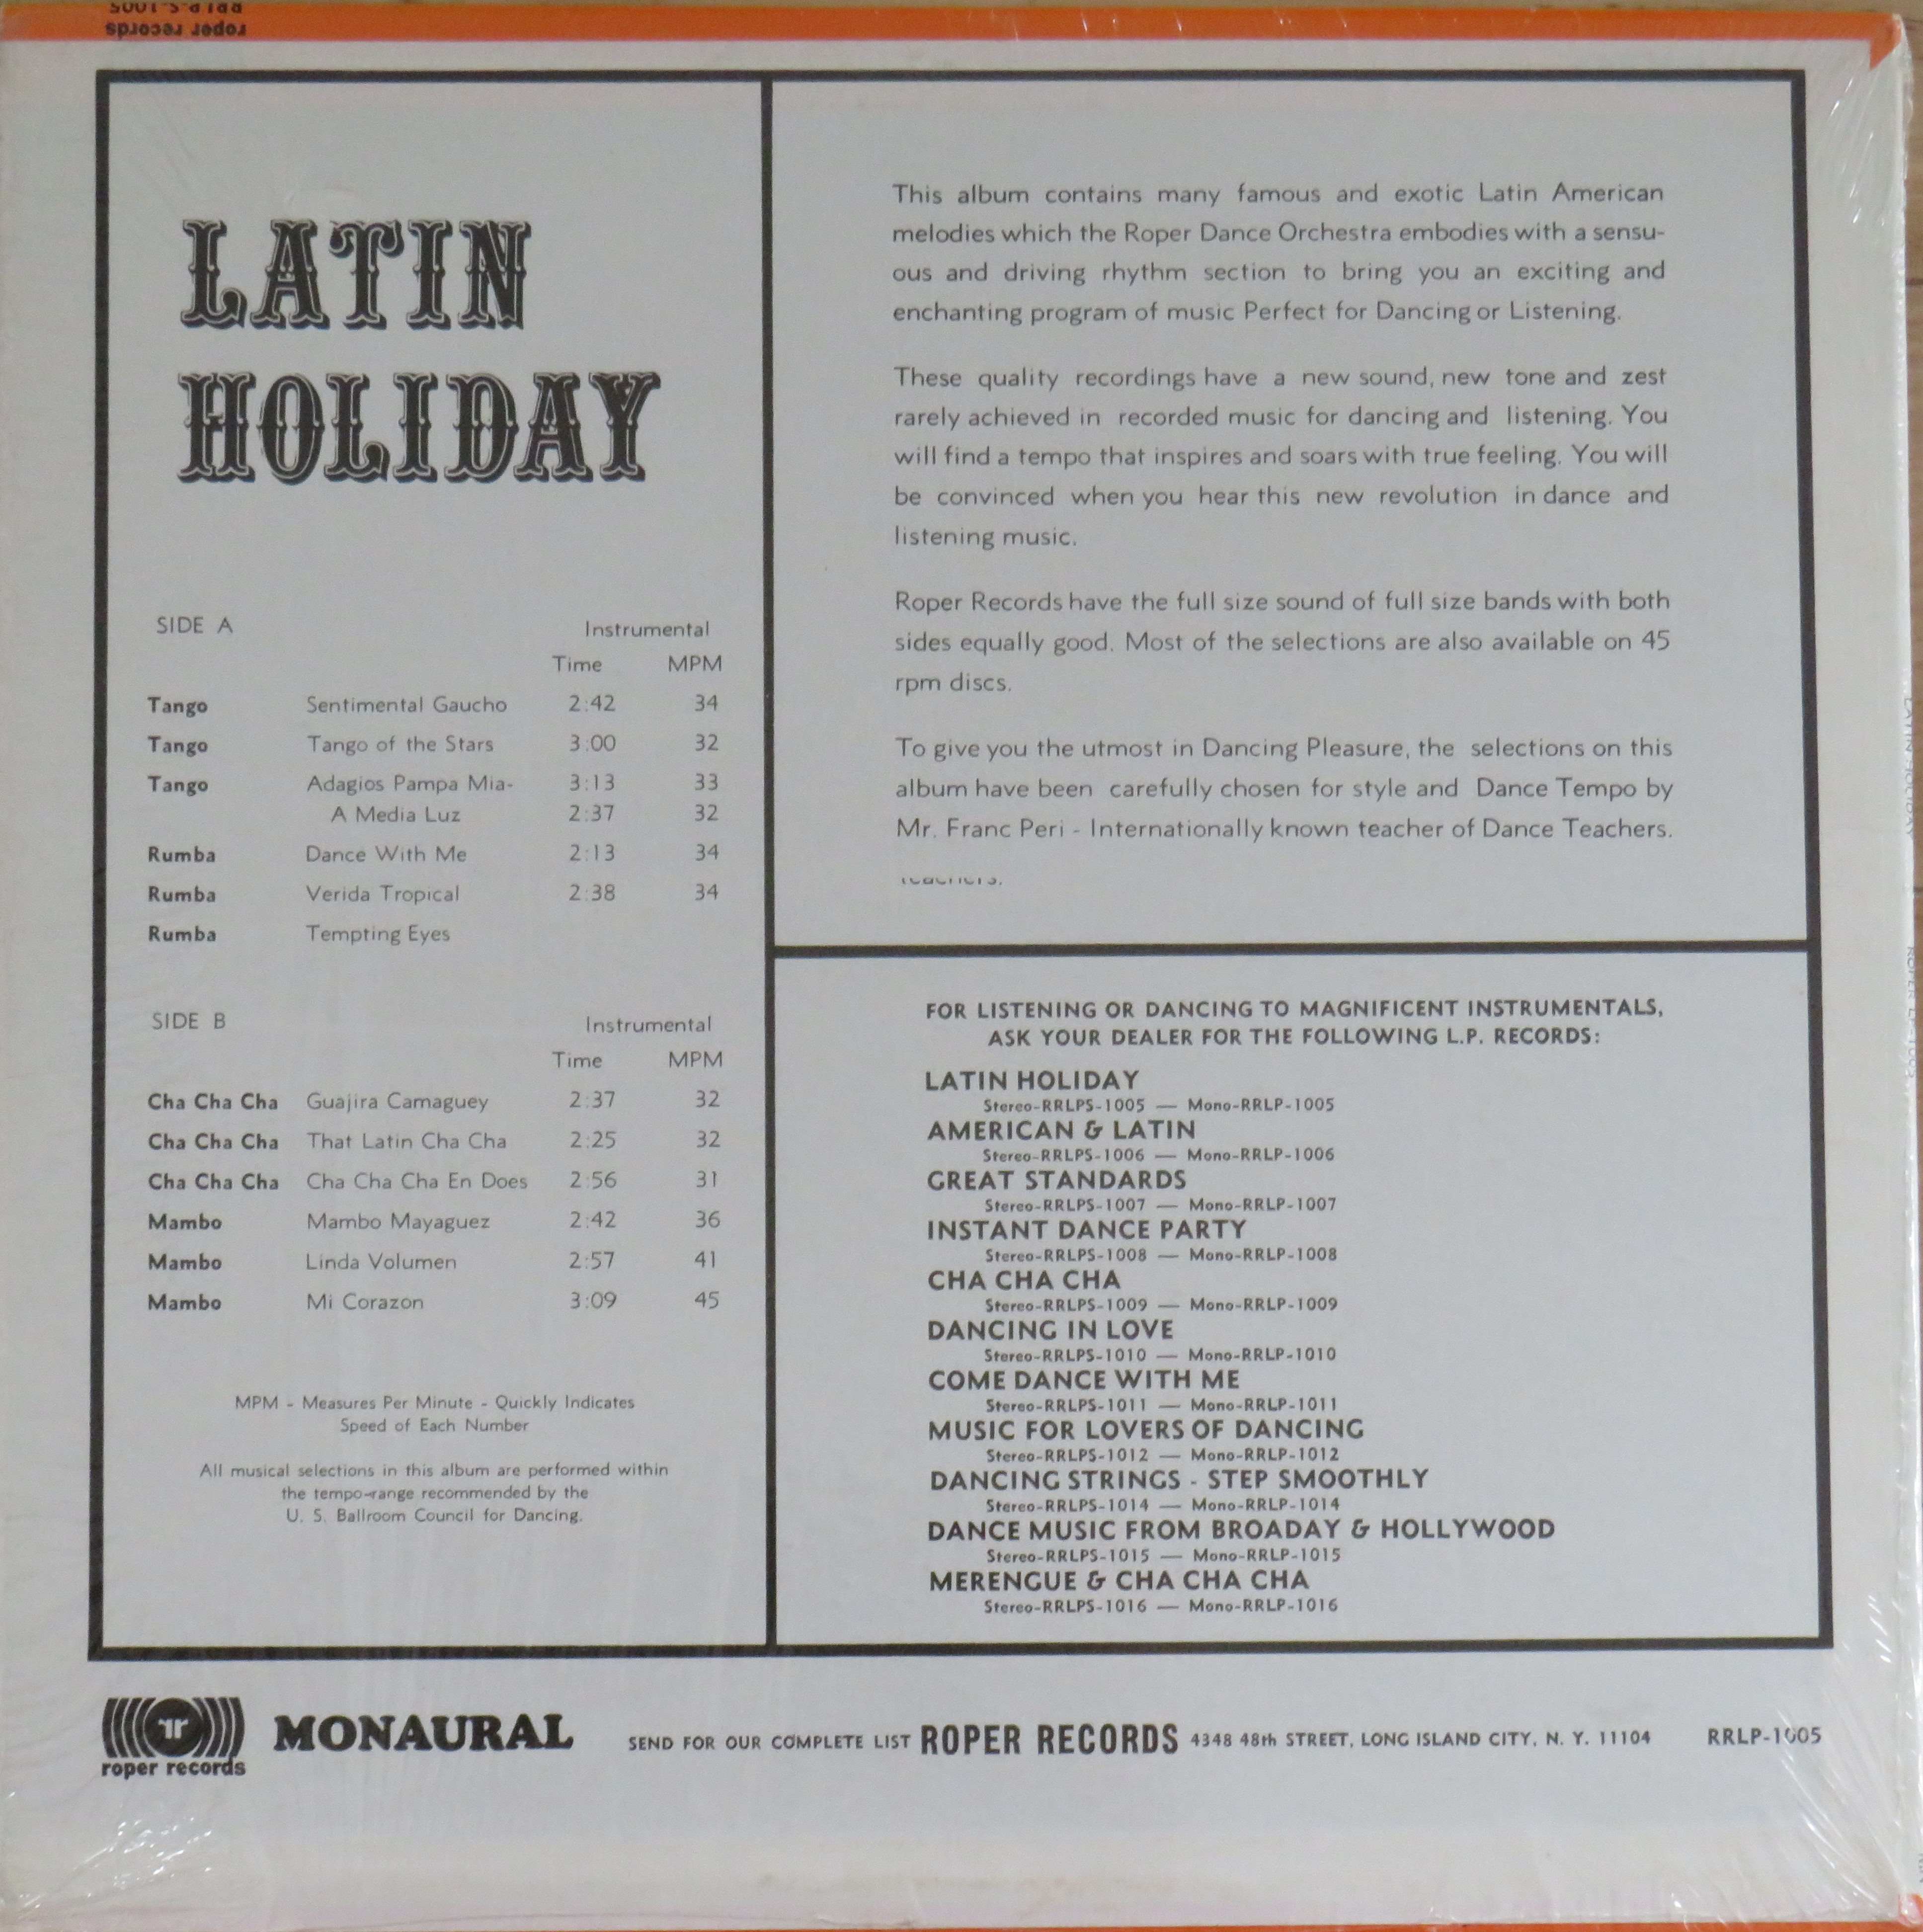 RRLP-S-1005
roper records
LATIN
HOLIDAY
SIDE A Instrumental
Time MPM
Tango Sentimental Gaucho 2:42 34
Tango Tango of the Stars 3:00 32
Tango Adagios Pampa Mia- 3:13 33
A Media Luz 2:37 32
Rumba Dance With Me 2:13 34
Rumba Verida Tropical 2:38 34
Rumba Tempting Eyes
SIDE B Instrumental
Time MPM
Cha Cha Cha Guajira Camaguey 2:37 32
Cha Cha Cha That Latin Cha Cha 2:25 32
Cha Cha Cha Cha Cha Cha En Does 2:56 31
Mambo Mambo Mayaguez 2:42 36
Mambo Linda Volumen 2:57 41
Mambo Mi Corazon 3:09 45
MPM - Measures Per Minute - Quickly Indicates
Speed of Each Number
All musical selections in this album are performed within
the tempo-range recommended by the
U. S. Ballroom Council for Dancing.
This album contains many famous and exotic Latin American
melodies which the Roper Dance Orchestra embodies with a sensu-
ous and driving rhythm section to bring you an exciting and
enchanting program of music Perfect for Dancing or Listening.
These quality recordings have a new sound, new tone and zest
rarely achieved in recorded music for dancing and listening. You
will find a tempo that inspires and soars with true feeling. You will
be convinced when you hear this new revolution in dance and
listening music.
Roper Records have the full size sound of full size bands with both
sides equally good. Most of the selections are also available on 45
rpm discs.
To give you the utmost in Dancing Pleasure, the selections on this
album have been carefully chosen for style and Dance Tempo by
Mr. Franc Peri - Internationally known teacher of Dance Teachers.
teachers.
FOR LISTENING OR DANCING TO MAGNIFICENT INSTRUMENTALS,
ASK YOUR DEALER FOR THE FOLLOWING L.P. RECORDS:
LATIN HOLIDAY
Stereo-RRLPS-1005 — Mono-RRLP-1005
AMERICAN & LATIN
Stereo-RRLPS-1006 — Mono-RRLP-1006
GREAT STANDARDS
Stereo-RRLPS-1007 — Mono-RRLP-1007
INSTANT DANCE PARTY
Stereo-RRLPS-1008 — Mono-RRLP-1008
CHA CHA CHA
Stereo-RRLPS-1009 — Mono-RRLP-1009
DANCING IN LOVE
Stereo-RRLPS-1010 — Mono-RRLP-1010
COME DANCE WITH ME
Stereo-RRLPS-1011 — Mono-RRLP-1011
MUSIC FOR LOVERS OF DANCING
Stereo-RRLPS-1012 — Mono-RRLP-1012
DANCING STRINGS - STEP SMOOTHLY
Stereo-RRLPS-1014 — Mono-RRLP-1014
DANCE MUSIC FROM BROADAY & HOLLYWOOD
Stereo-RRLPS-1015 — Mono-RRLP-1015
MERENGUE & CHA CHA CHA
Stereo-RRLPS-1016 — Mono-RRLP-1016
roper records
MONAURAL SEND FOR OUR COMPLETE LIST ROPER RECORDS 4348 48th STREET, LONG ISLAND CITY, N. Y. 11104 RRLP-1005
LATIN HOLIDAY